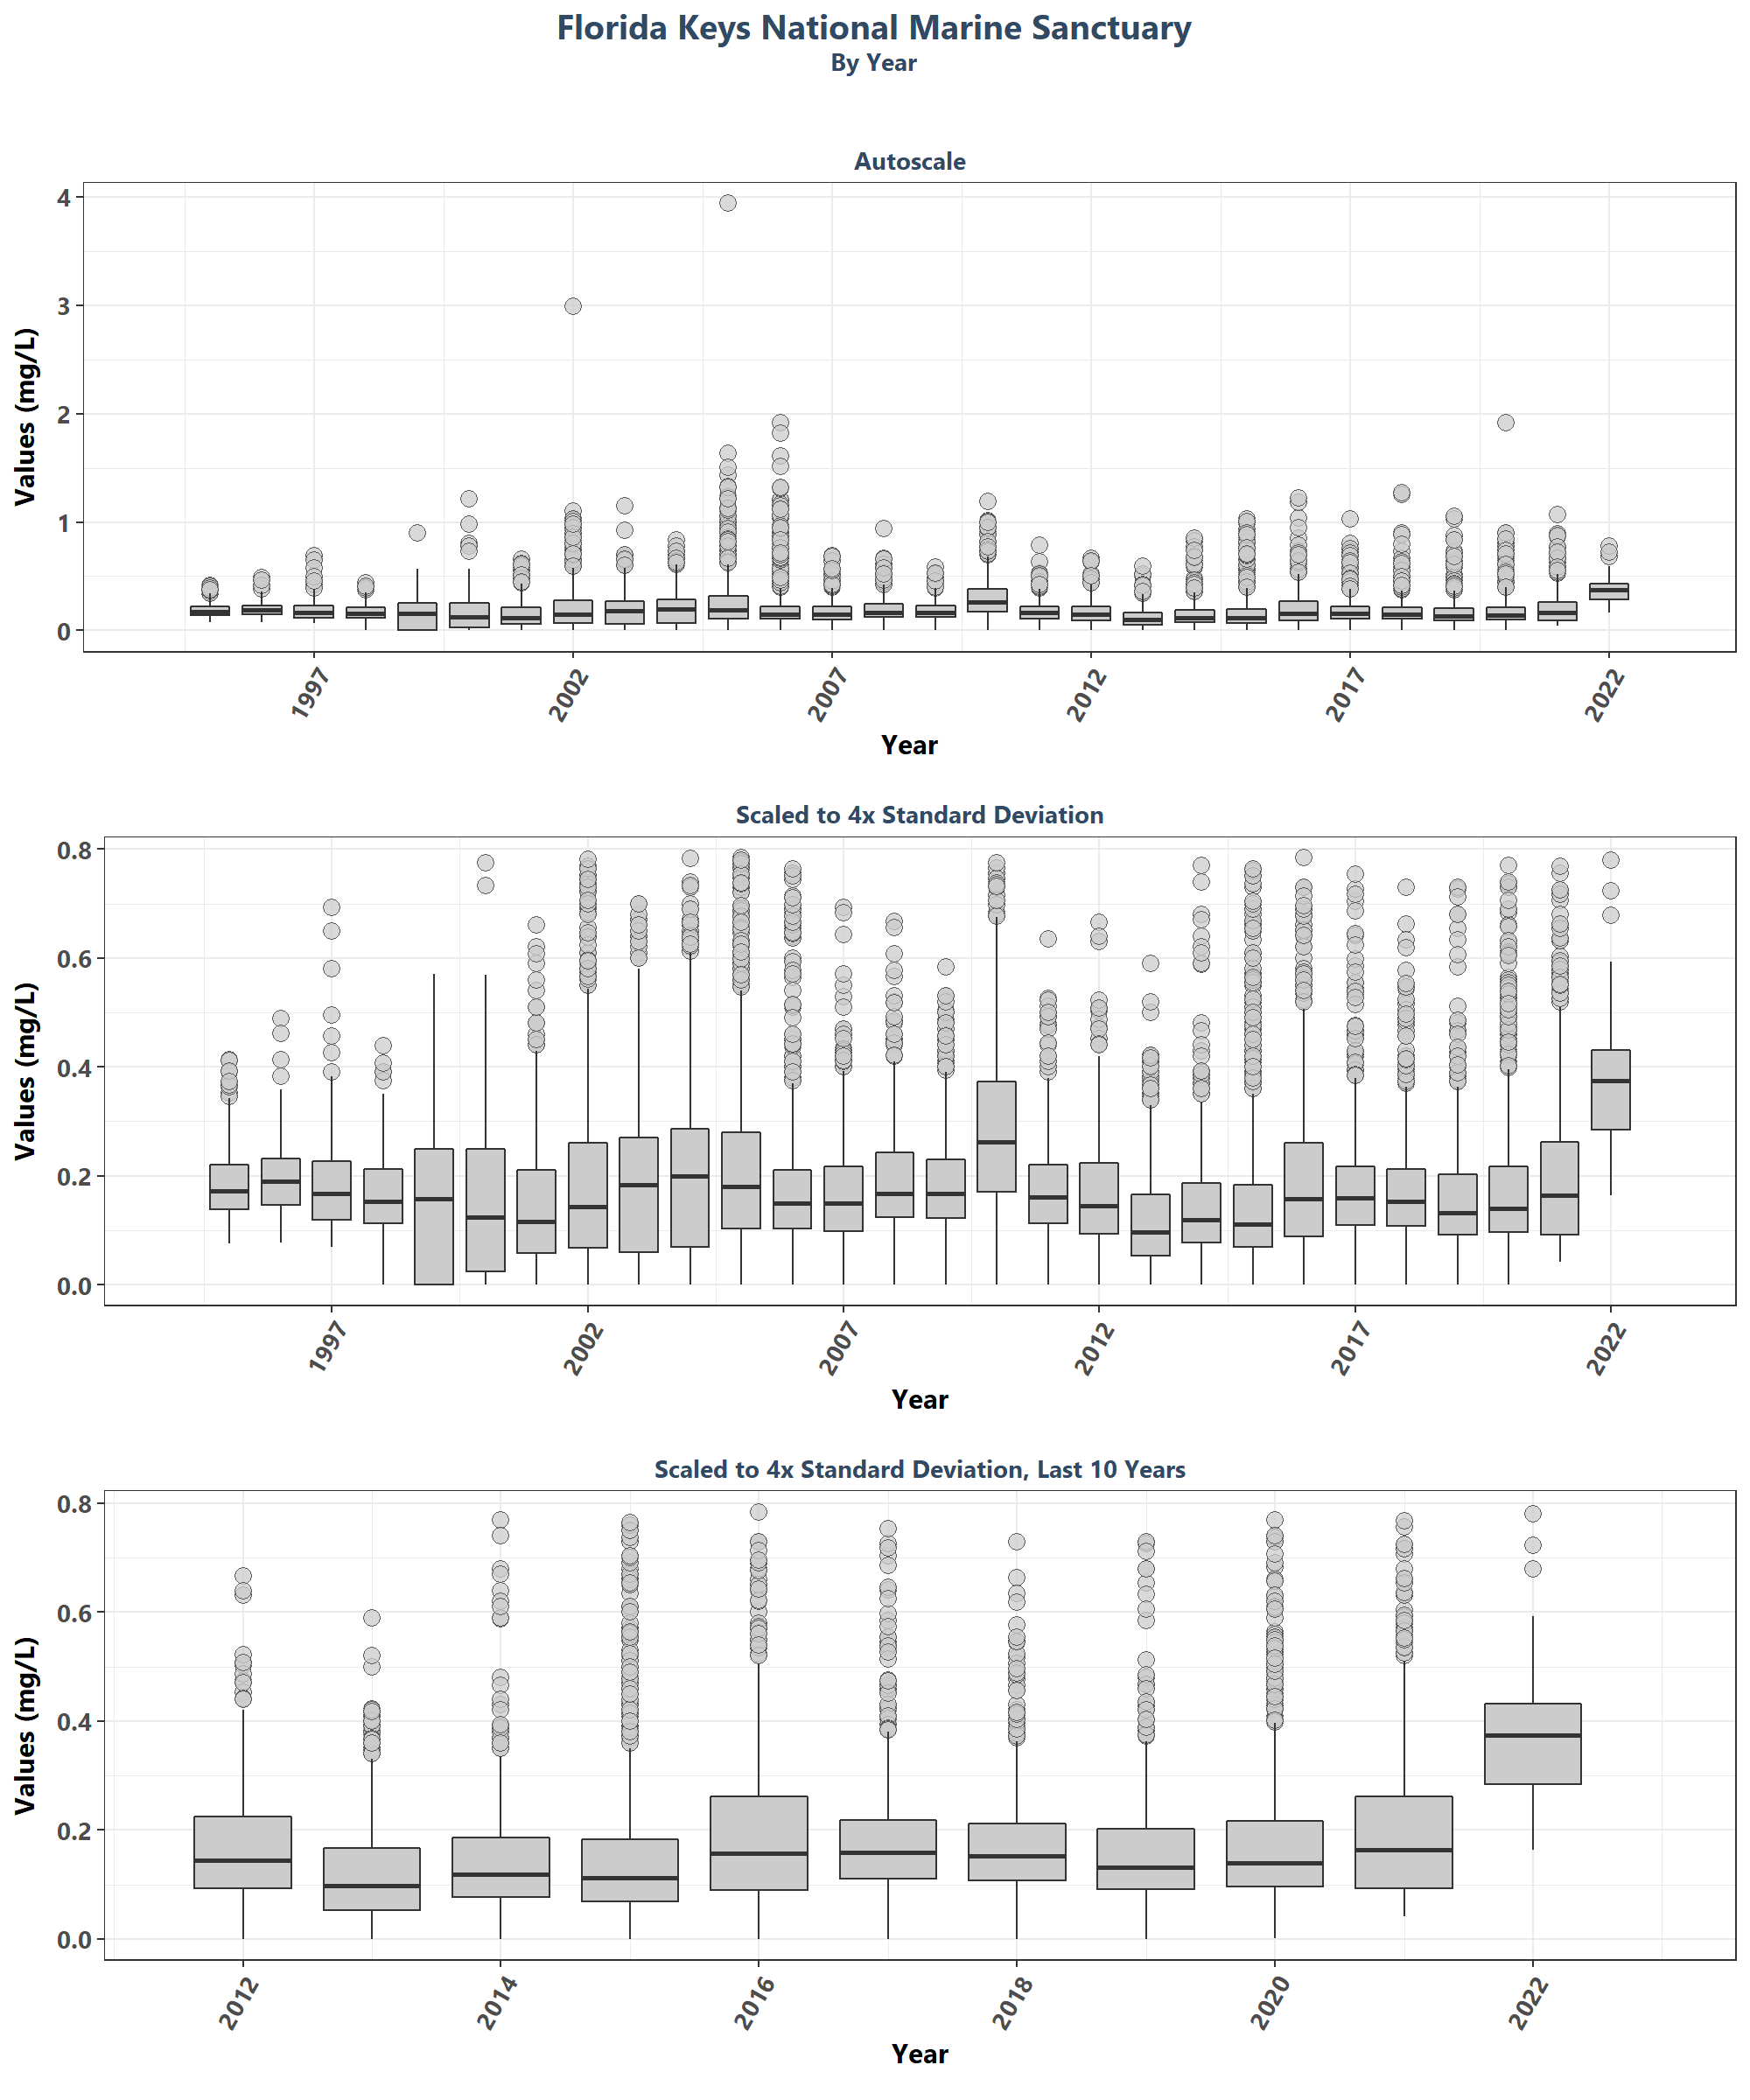 Florida Keys National Marine Sanctuary
By Year
Autoscale
Values (mg/L)
4
3
2
1
0
1997 2002 2007 2012 2017 2022
Year
Scaled to 4x Standard Deviation
Values (mg/L)
0.8
0.6
0.4
0.2
0.0
1997 2002 2007 2012 2017 2022
Year
Scaled to 4x Standard Deviation, Last 10 Years
Values (mg/L)
0.8
0.6
0.4
0.2
0.0
2012 2014 2016 2018 2020 2022
Year